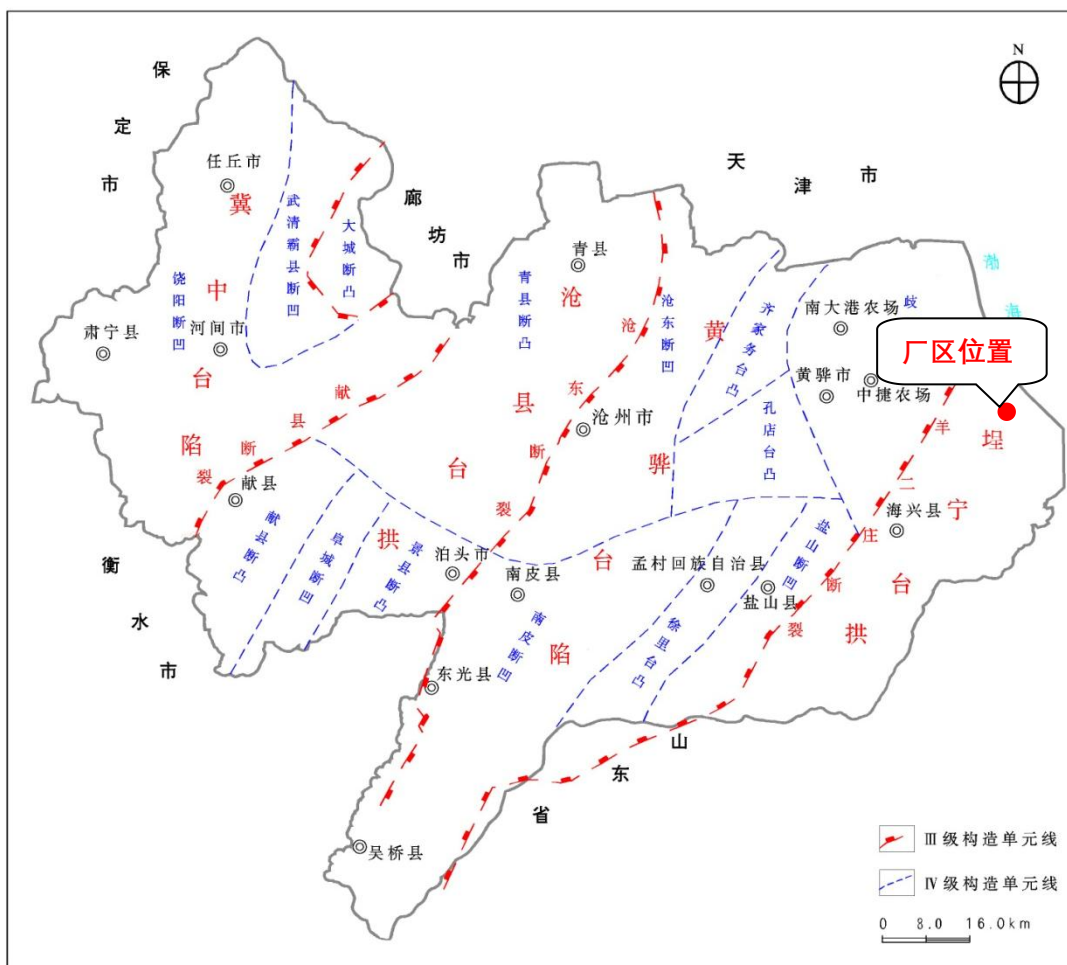 N
保定市
廊坊市
天津市
渤海
衡水市
山东省
任丘市
肃宁县
河间市
献县
青县
沧州市
泊头市
南皮县
东光县
吴桥县
南大港农场
黄骅市
中捷农场
海兴县
孟村回族自治县
盐山县
厂区位置
冀中台陷
沧县台拱
黄骅台陷
埕宁台拱
献县断裂
沧东断裂
羊二庄断裂
饶阳断凹
武清霸县断凹
大城断凸
青县断凸
沧东断凹
齐家务台凸
孔店台凸
歧
献县断凸
阜城断凹
景县断凸
南皮断凹
徐里台凸
盐山断凹
Ⅲ级构造单元线
Ⅳ级构造单元线
0 8.0 16.0km